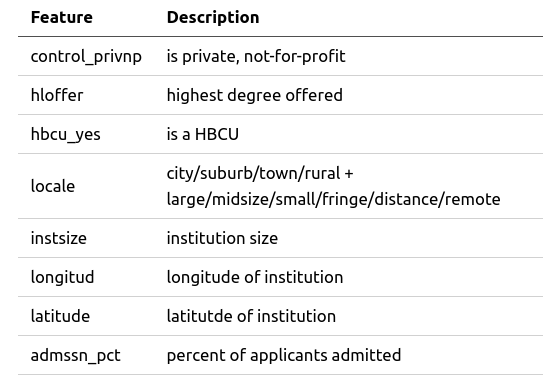 Feature Description
control_privnp is private, not-for-profit
hloffer highest degree offered
hbcu_yes is a HBCU
locale city/suburb/town/rural +
large/midsize/small/fringe/distance/remote
instsize institution size
longitud longitude of institution
latitude latitutde of institution
admssn_pct percent of applicants admitted